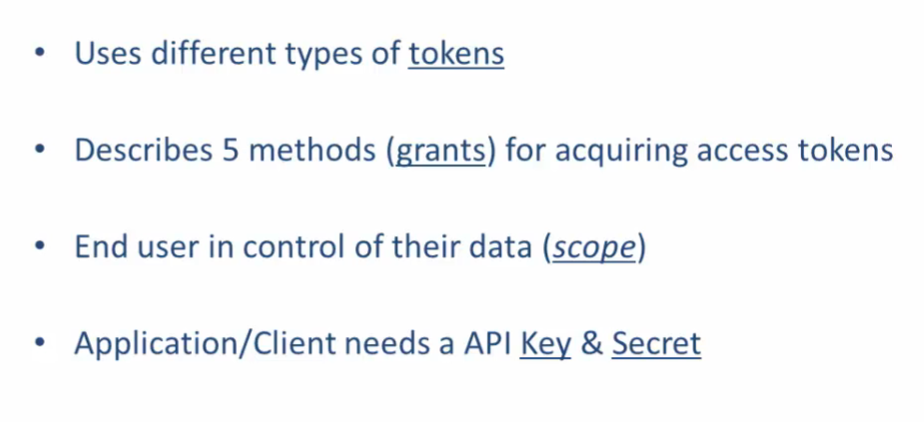 • Uses different types of tokens
• Describes 5 methods (grants) for acquiring access tokens
• End user in control of their data (scope)
• Application/Client needs a API Key & Secret